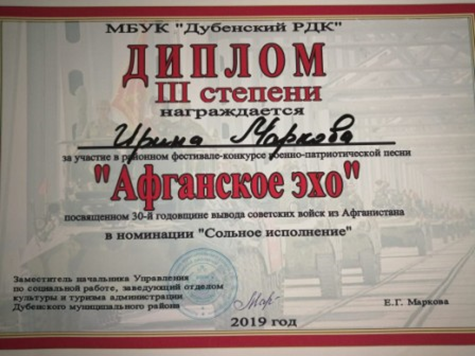 МБУК "Дубенский РДК"
ДИПЛОМ
III степени
награждается
Ирина Маркова
за участие в районном фестивале-конкурсе военно-патриотической песни
"Афганское эхо"
посвященном 30-й годовщине вывода советских войск из Афганистана
в номинации "Сольное исполнение"
Заместитель начальника Управления
по социальной работе, заведующий отделом
культуры и туризма администрации
Дубенского муниципального района
Е.Г. Маркова
2019 год